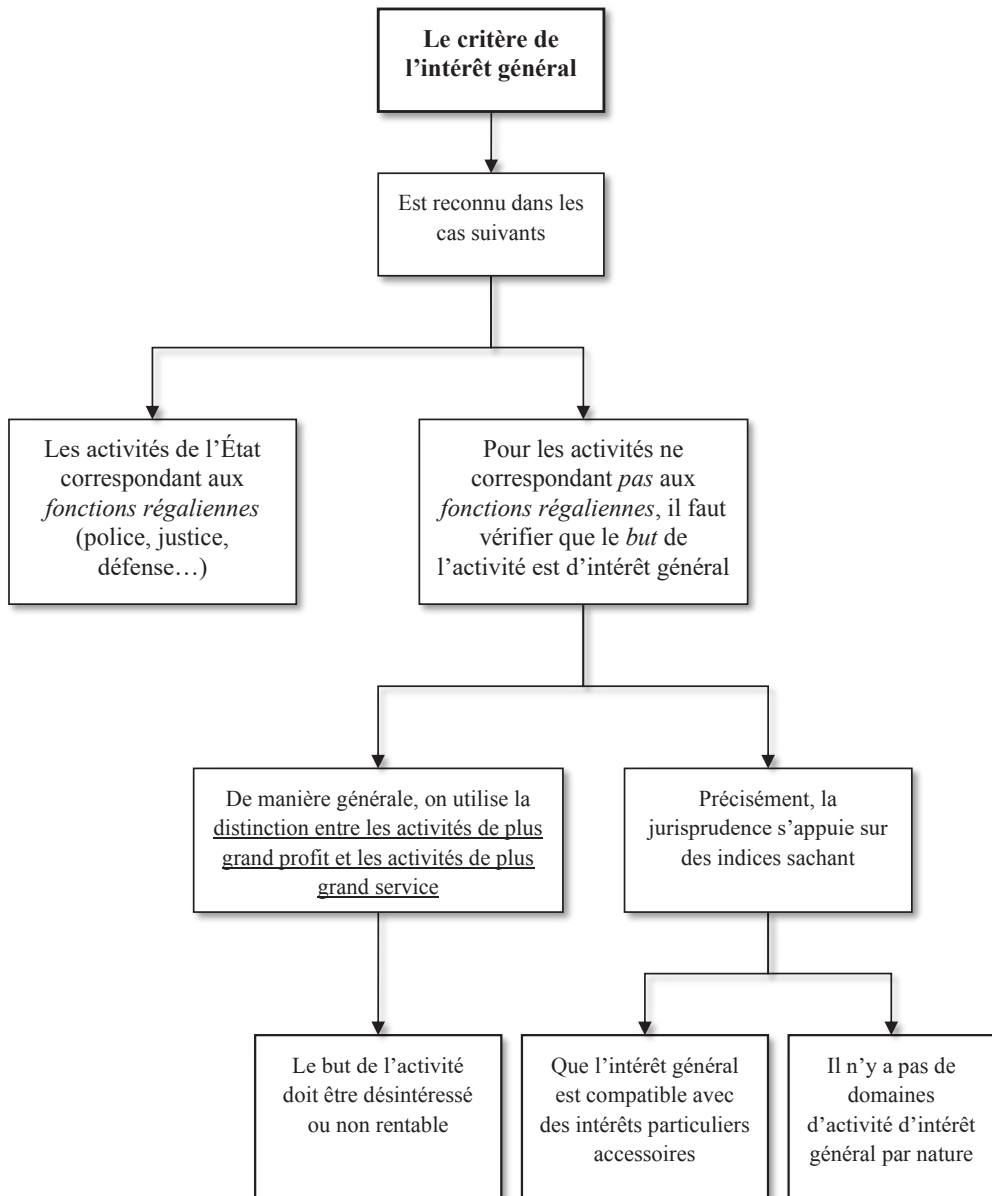 Le critère de
l’intérêt général
Est reconnu dans les
cas suivants
Les activités de l’État
correspondant aux
fonctions régaliennes
(police, justice,
défense…)
Pour les activités ne
correspondant pas aux
fonctions régaliennes, il faut
vérifier que le but de
l’activité est d’intérêt général
De manière générale, on utilise la
distinction entre les activités de plus
grand profit et les activités de plus
grand service
Précisément, la
jurisprudence s’appuie sur
des indices sachant
Le but de l’activité
doit être désintéressé
ou non rentable
Que l’intérêt général
est compatible avec
des intérêts particuliers
accessoires
Il n’y a pas de
domaines
d’activité d’intérêt
général par nature